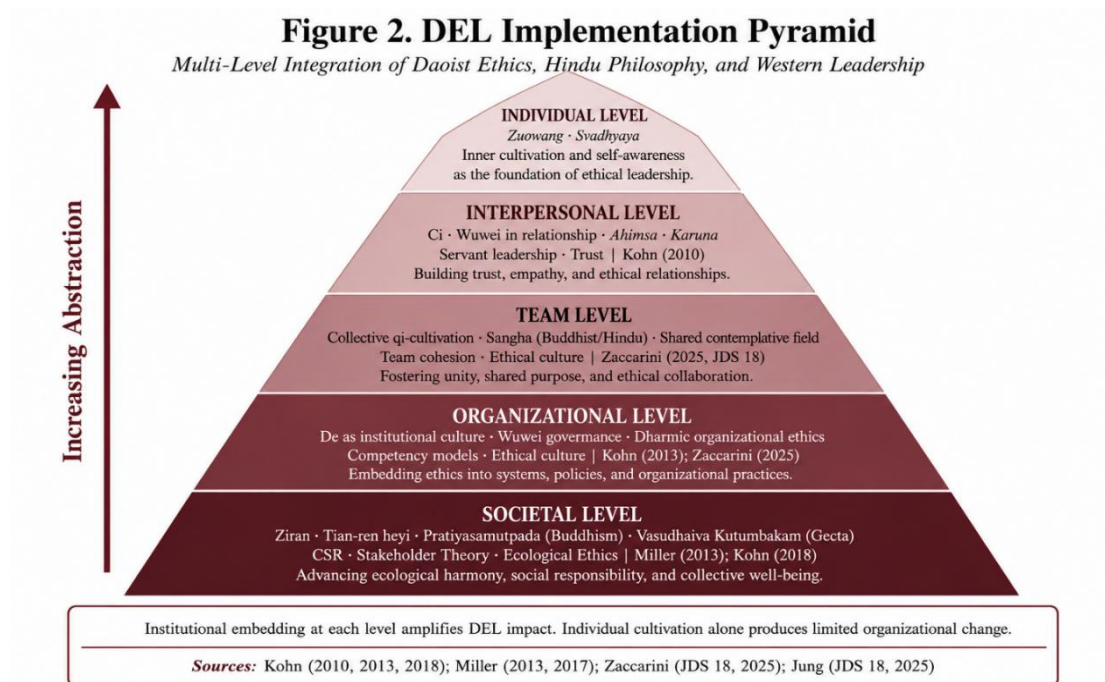 Figure 2. DEL Implementation Pyramid
Multi-Level Integration of Daoist Ethics, Hindu Philosophy, and Western Leadership
Increasing Abstraction
INDIVIDUAL LEVEL
Zuowang · Svadhyaya
Inner cultivation and self-awareness
as the foundation of ethical leadership.
INTERPERSONAL LEVEL
Ci · Wuwei in relationship · Ahimsa · Karuna
Servant leadership · Trust | Kohn (2010)
Building trust, empathy, and ethical relationships.
TEAM LEVEL
Collective qi-cultivation · Sangha (Buddhist/Hindu) · Shared contemplative field
Team cohesion · Ethical culture | Zaccarini (2025, JDS 18)
Fostering unity, shared purpose, and ethical collaboration.
ORGANIZATIONAL LEVEL
De as institutional culture · Wuwei governance · Dharmic organizational ethics
Competency models · Ethical culture | Kohn (2013); Zaccarini (2025)
Embedding ethics into systems, policies, and organizational practices.
SOCIETAL LEVEL
Ziran · Tian-ren heyi · Pratiyasamutpada (Buddhism) · Vasudhaiva Kutumbakam (Gecta)
CSR · Stakeholder Theory · Ecological Ethics | Miller (2013); Kohn (2018)
Advancing ecological harmony, social responsibility, and collective well-being.
Institutional embedding at each level amplifies DEL impact. Individual cultivation alone produces limited organizational change.
Sources: Kohn (2010, 2013, 2018); Miller (2013, 2017); Zaccarini (JDS 18, 2025); Jung (JDS 18, 2025)